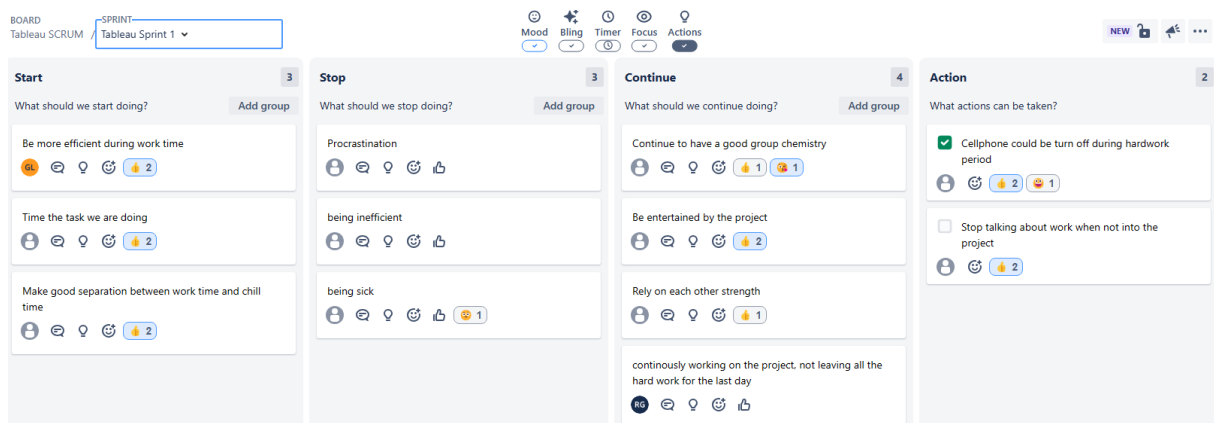 BOARD
SPRINT
Tableau SCRUM / Tableau Sprint 1
Mood Bling Timer Focus Actions
NEW
Start 3
What should we start doing? Add group
Be more efficient during work time
GL 2
Time the task we are doing
2
Make good separation between work time and chill
time
2
Stop 3
What should we stop doing? Add group
Procrastination
being inefficient
being sick
1
Continue 4
What should we continue doing? Add group
Continue to have a good group chemistry
1 1
Be entertained by the project
2
Rely on each other strength
1
continously working on the project. not leaving all the
hard work for the last day
RG
Action 2
What actions can be taken?
Cellphone could be turn off during hardwork
period
2 1
Stop talking about work when not into the
project
2